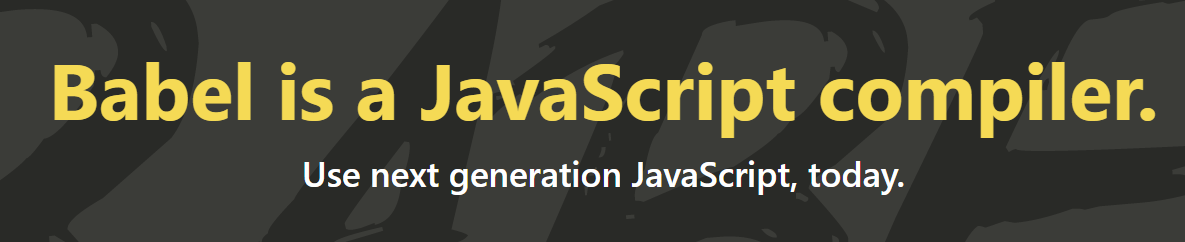 Babel is a JavaScript compiler.
Use next generation JavaScript, today.